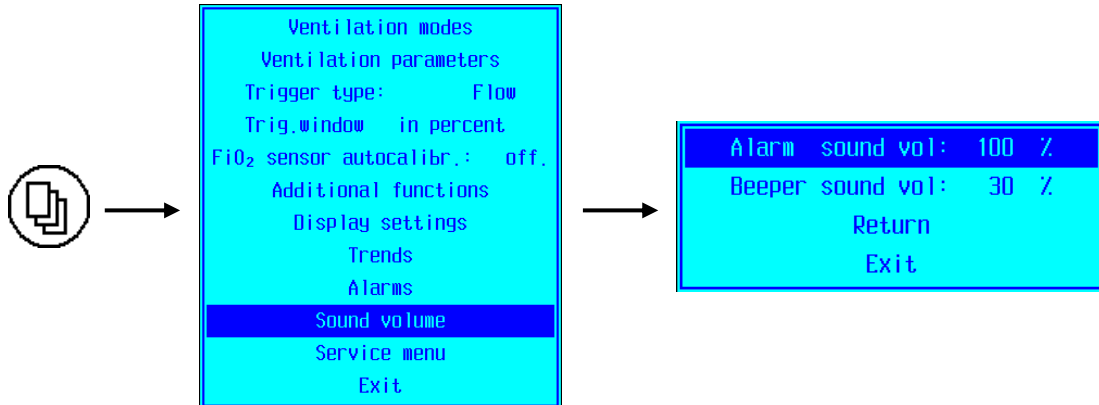 Ventilation modes
Ventilation parameters
Trigger type: Flow
Trig.window in percent
FiO₂ sensor autocalibr.: off.
Additional functions
Display settings
Trends
Alarms
Sound volume
Service menu
Exit
Alarm sound vol: 100 %
Beeper sound vol: 30 %
Return
Exit